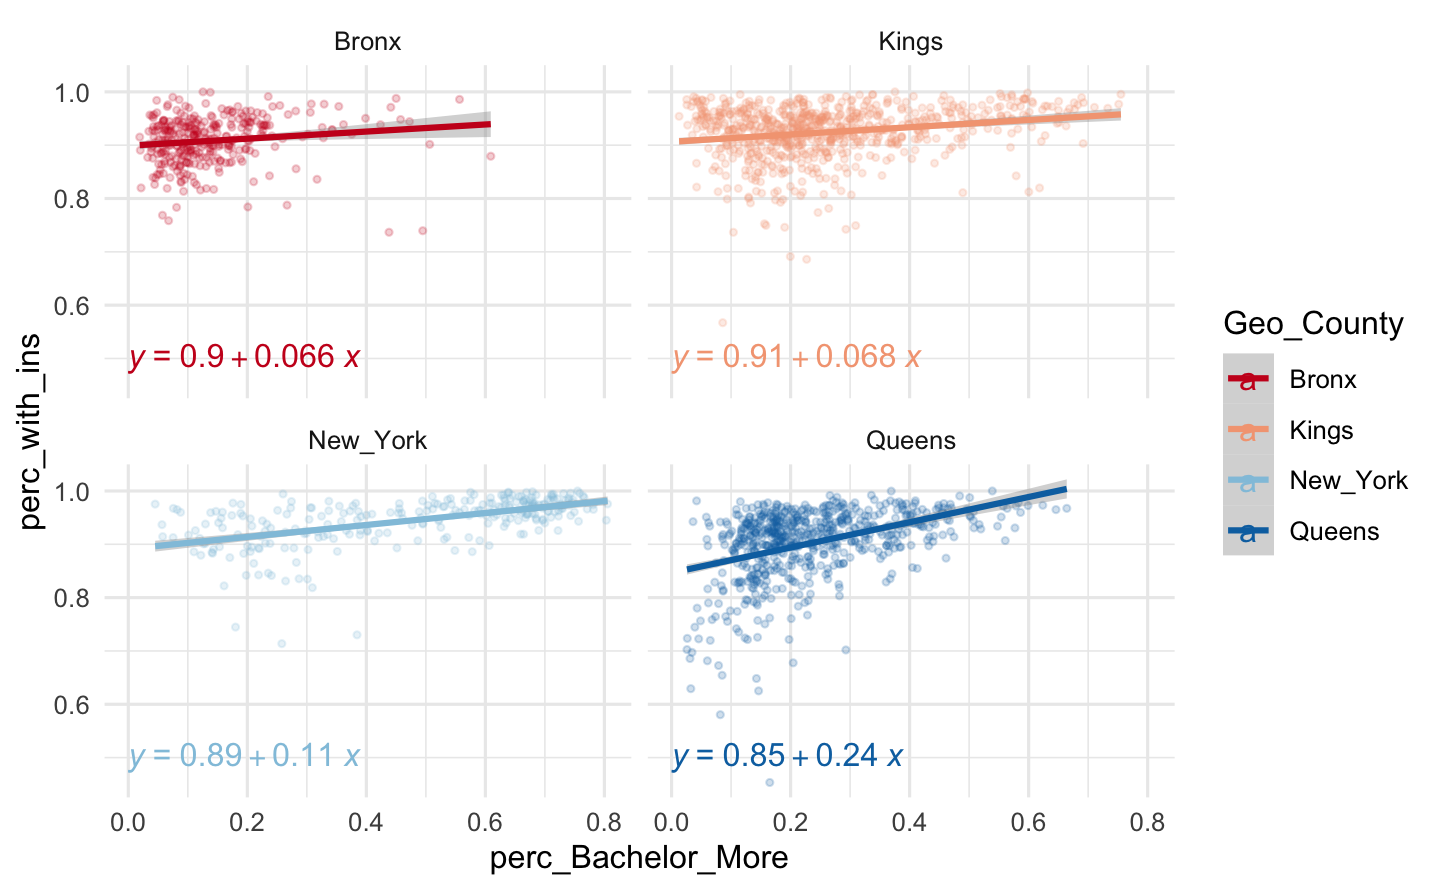 Bronx
Kings
1.0
0.8
0.6
y = 0.9 + 0.066 x
y = 0.91 + 0.068 x
New_York
Queens
1.0
0.8
0.6
y = 0.89 + 0.11 x
y = 0.85 + 0.24 x
0.0 0.2 0.4 0.6 0.8
0.0 0.2 0.4 0.6 0.8
perc_Bachelor_More
perc_with_ins
Geo_County
a Bronx
a Kings
a New_York
a Queens